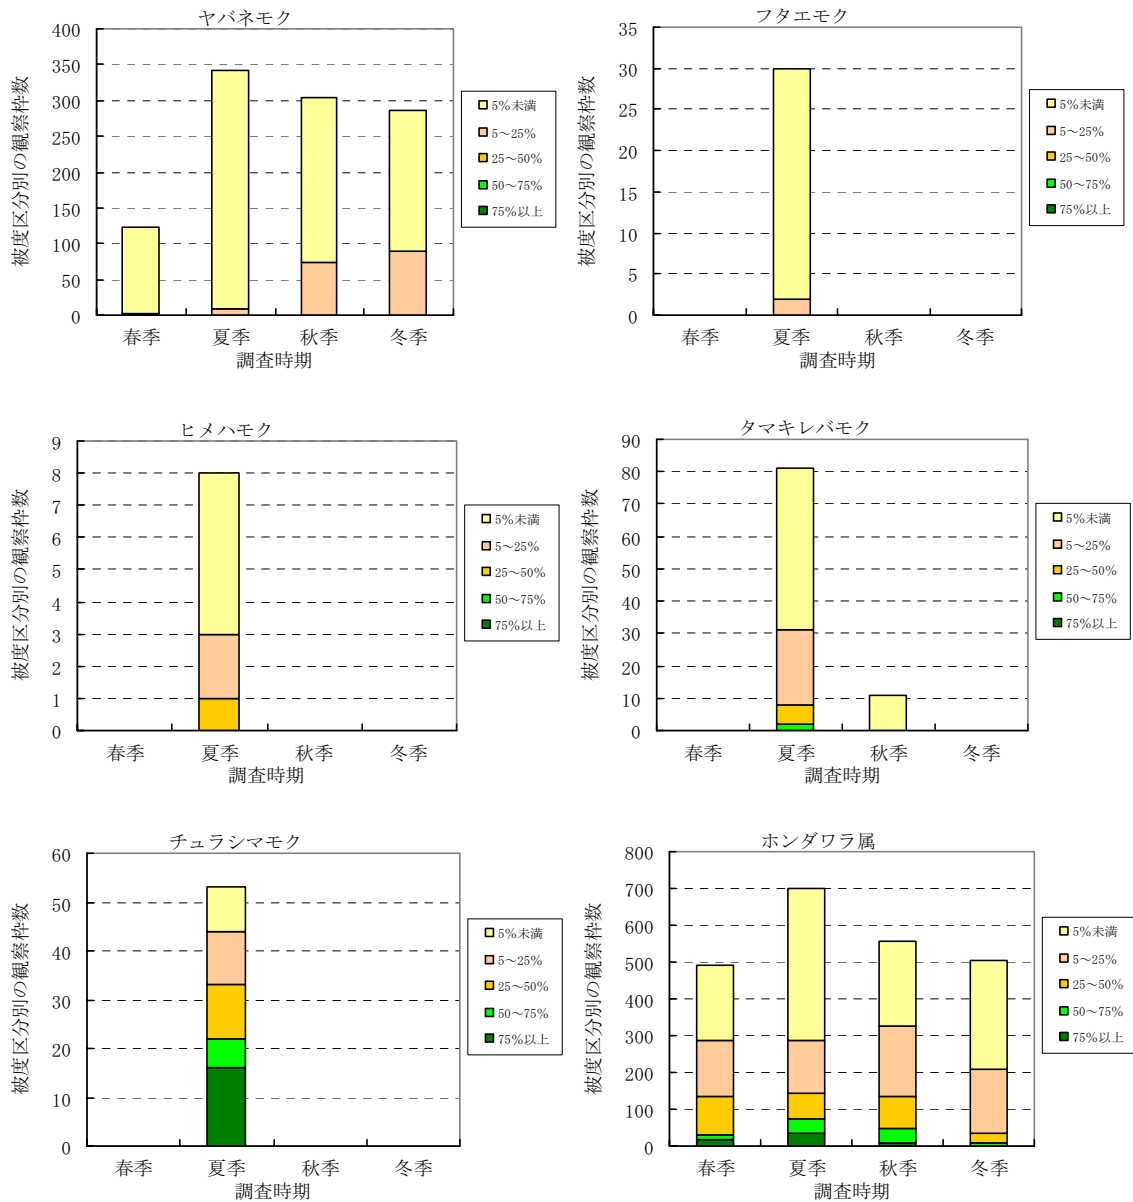 ヤバネモク
被度区分別の観察枠数
400
350
300
250
200
150
100
50
0
春季 夏季 秋季 冬季
調査時期
5%未満
5～25%
25～50%
50～75%
75%以上
フタエモク
被度区分別の観察枠数
35
30
25
20
15
10
5
0
春季 夏季 秋季 冬季
調査時期
5%未満
5～25%
25～50%
50～75%
75%以上
ヒメハモク
被度区分別の観察枠数
9
8
7
6
5
4
3
2
1
0
春季 夏季 秋季 冬季
調査時期
5%未満
5～25%
25～50%
50～75%
75%以上
タマキレバモク
被度区分別の観察枠数
90
80
70
60
50
40
30
20
10
0
春季 夏季 秋季 冬季
調査時期
5%未満
5～25%
25～50%
50～75%
75%以上
チュラシマモク
被度区分別の観察枠数
60
50
40
30
20
10
0
春季 夏季 秋季 冬季
調査時期
5%未満
5～25%
25～50%
50～75%
75%以上
ホンダワラ属
被度区分別の観察枠数
800
700
600
500
400
300
200
100
0
春季 夏季 秋季 冬季
調査時期
5%未満
5～25%
25～50%
50～75%
75%以上